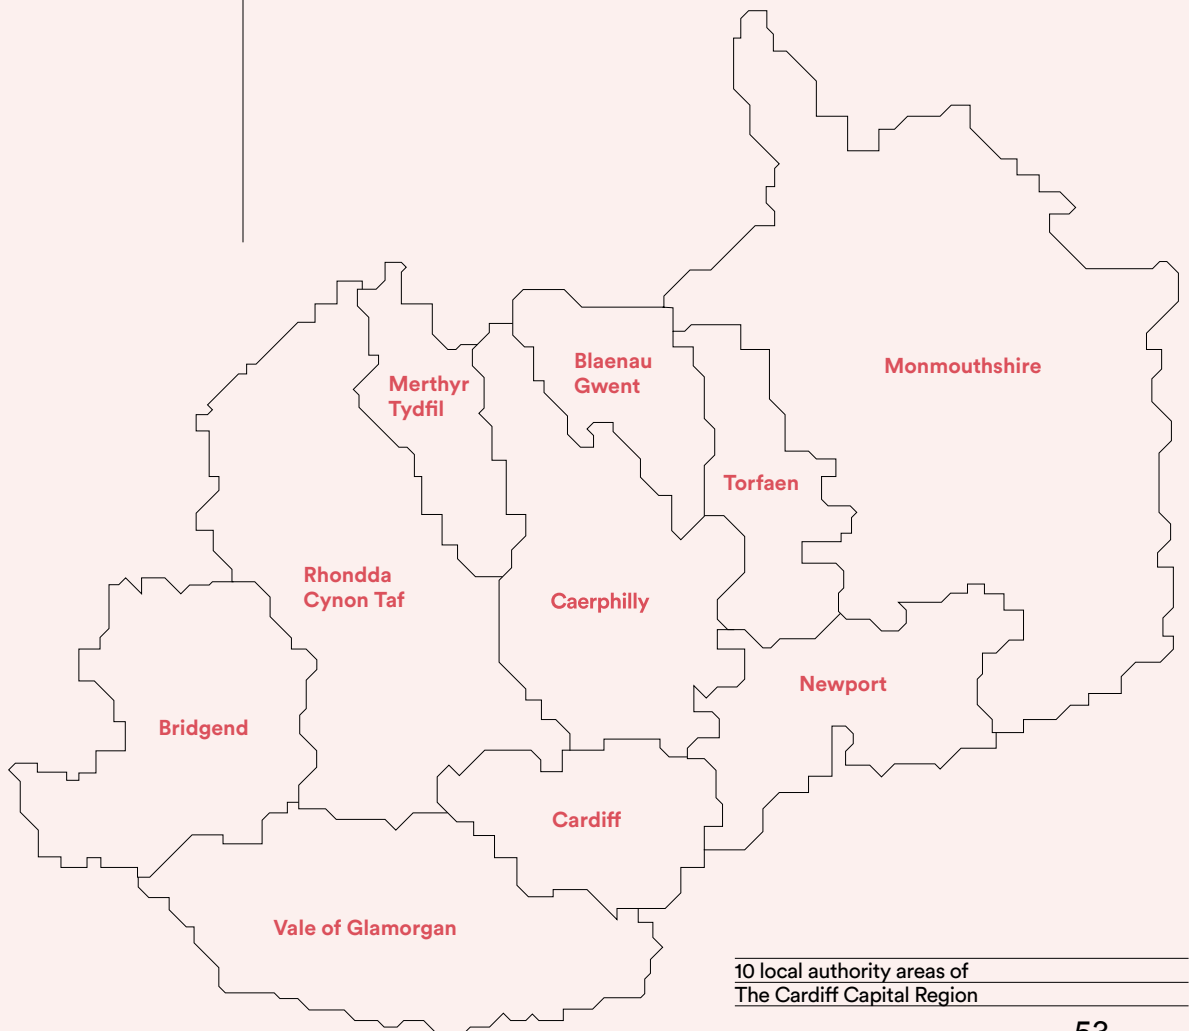 Monmouthshire
Blaenau
Gwent
Merthyr
Tydfil
Torfaen
Rhondda
Cynon Taf
Caerphilly
Newport
Bridgend
Cardiff
Vale of Glamorgan
10 local authority areas of
The Cardiff Capital Region
53